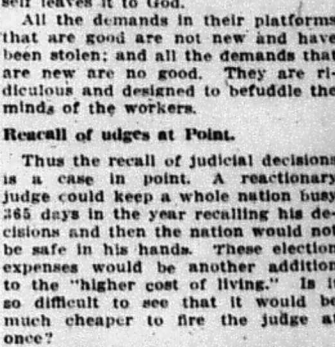 self leaves it to God.
All the demands in their platform
that are good are not new and have
been stolen; and all the demands that
are new are no good. They are ri-
diculous and designed to befuddle the
minds of the workers.
Reacall of udges at Point.
Thus the recall of judicial decisions
is a case in point. A reactionary
judge could keep a whole nation busy
365 days in the year recalling his de-
cisions and then the nation would not
be safe in his hands. These election
expenses would be another addition
to the "higher cost of living." Is it
so difficult to see that it would be
much cheaper to fire the judge at
once?